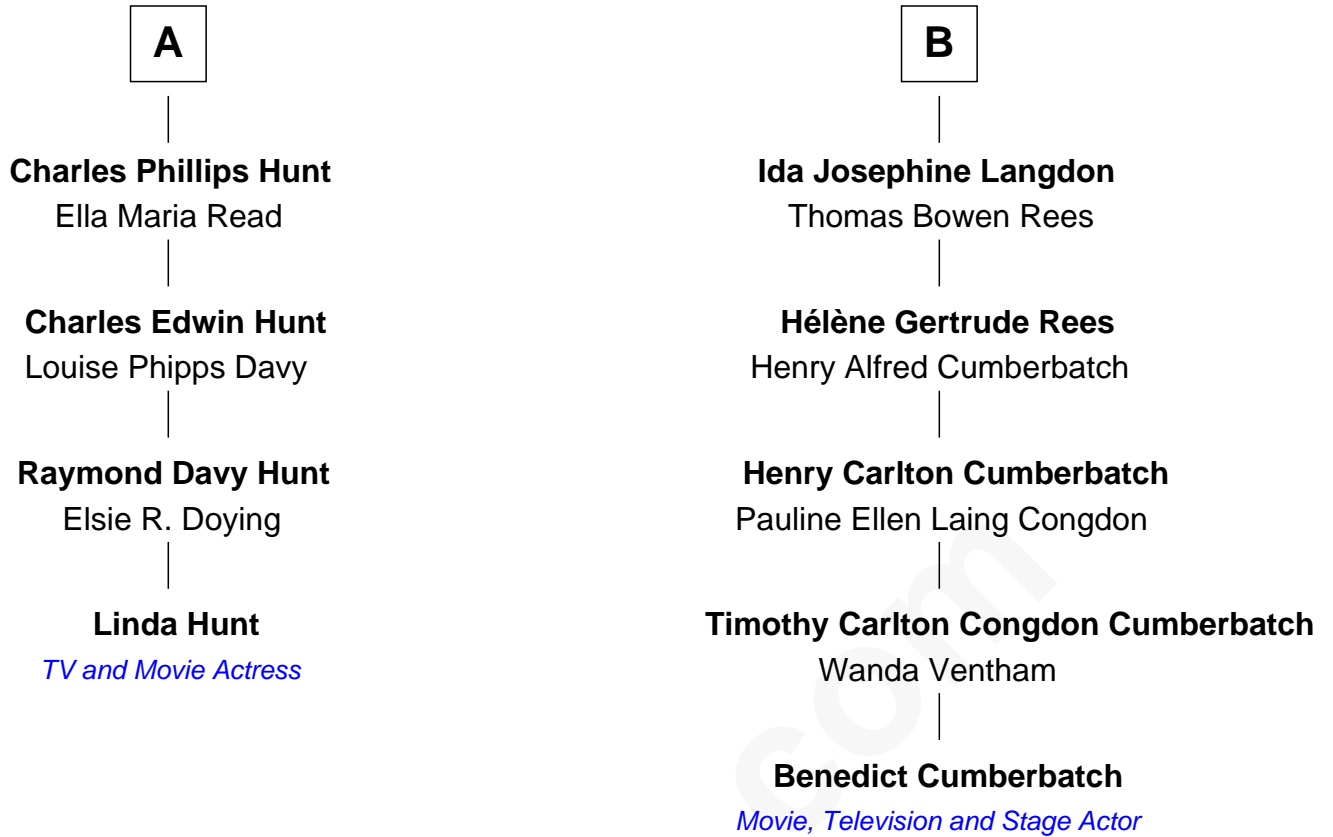 A
Charles Phillips Hunt
Ella Maria Read
Charles Edwin Hunt
Louise Phipps Davy
Raymond Davy Hunt
Elsie R. Doying
Linda Hunt
TV and Movie Actress
B
Ida Josephine Langdon
Thomas Bowen Rees
Hélène Gertrude Rees
Henry Alfred Cumberbatch
Henry Carlton Cumberbatch
Pauline Ellen Laing Congdon
Timothy Carlton Congdon Cumberbatch
Wanda Ventham
Benedict Cumberbatch
Movie, Television and Stage Actor
com